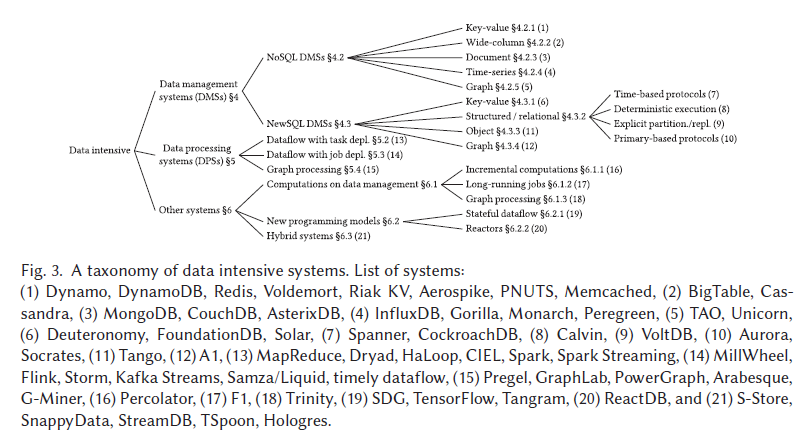 Key-value §4.2.1 (1)
Wide-column §4.2.2 (2)
NoSQL DMSs §4.2
Document §4.2.3 (3)
Time-series §4.2.4 (4)
Data management
systems (DMSs) §4
Graph §4.2.5 (5)
Time-based protocols (7)
Key-value §4.3.1 (6)
Deterministic execution (8)
NewSQL DMSs §4.3
Structured / relational §4.3.2
Explicit partition./repl. (9)
Object §4.3.3 (11)
Primary-based protocols (10)
Graph §4.3.4 (12)
Data intensive
Data processing
systems (DPSs) §5
Dataflow with task depl. §5.2 (13)
Dataflow with job depl. §5.3 (14)
Graph processing §5.4 (15)
Incremental computations §6.1.1 (16)
Computations on data management §6.1
Long-running jobs §6.1.2 (17)
Graph processing §6.1.3 (18)
Other systems §6
Stateful dataflow §6.2.1 (19)
New programming models §6.2
Reactors §6.2.2 (20)
Hybrid systems §6.3 (21)
Fig. 3. A taxonomy of data intensive systems. List of systems:
(1) Dynamo, DynamoDB, Redis, Voldemort, Riak KV, Aerospike, PNUTS, Memcached, (2) BigTable, Cas-
sandra, (3) MongoDB, CouchDB, AsterixDB, (4) InfluxDB, Gorilla, Monarch, Peregreen, (5) TAO, Unicorn,
(6) Deuteronomy, FoundationDB, Solar, (7) Spanner, CockroachDB, (8) Calvin, (9) VoltDB, (10) Aurora,
Socrates, (11) Tango, (12) A1, (13) MapReduce, Dryad, HaLoop, CIEL, Spark, Spark Streaming, (14) MillWheel,
Flink, Storm, Kafka Streams, Samza/Liquid, timely dataflow, (15) Pregel, GraphLab, PowerGraph, Arabesque,
G-Miner, (16) Percolator, (17) F1, (18) Trinity, (19) SDG, TensorFlow, Tangram, (20) ReactDB, and (21) S-Store,
SnappyData, StreamDB, TSpoon, Hologres.